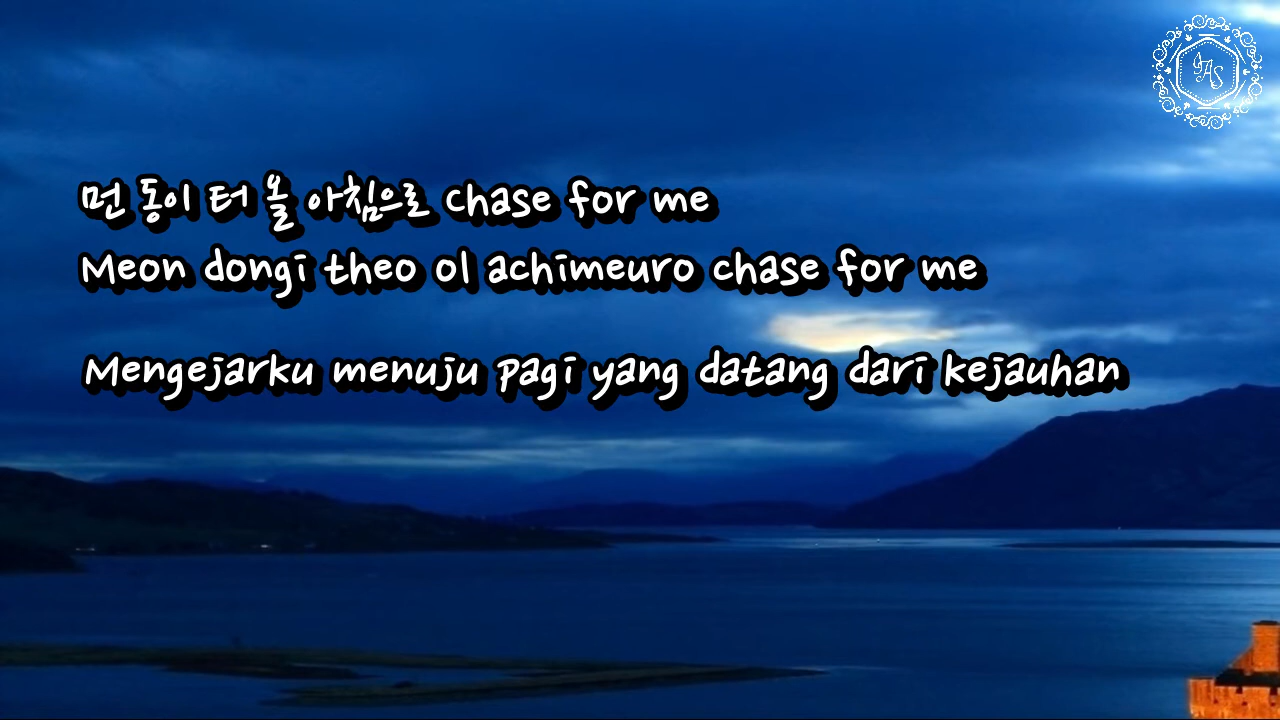 먼 동이 터 올 아침으로 chase for me
Meon dongi theo ol achimeuro chase for me
Mengejarku menuju pagi yang datang dari kejauhan